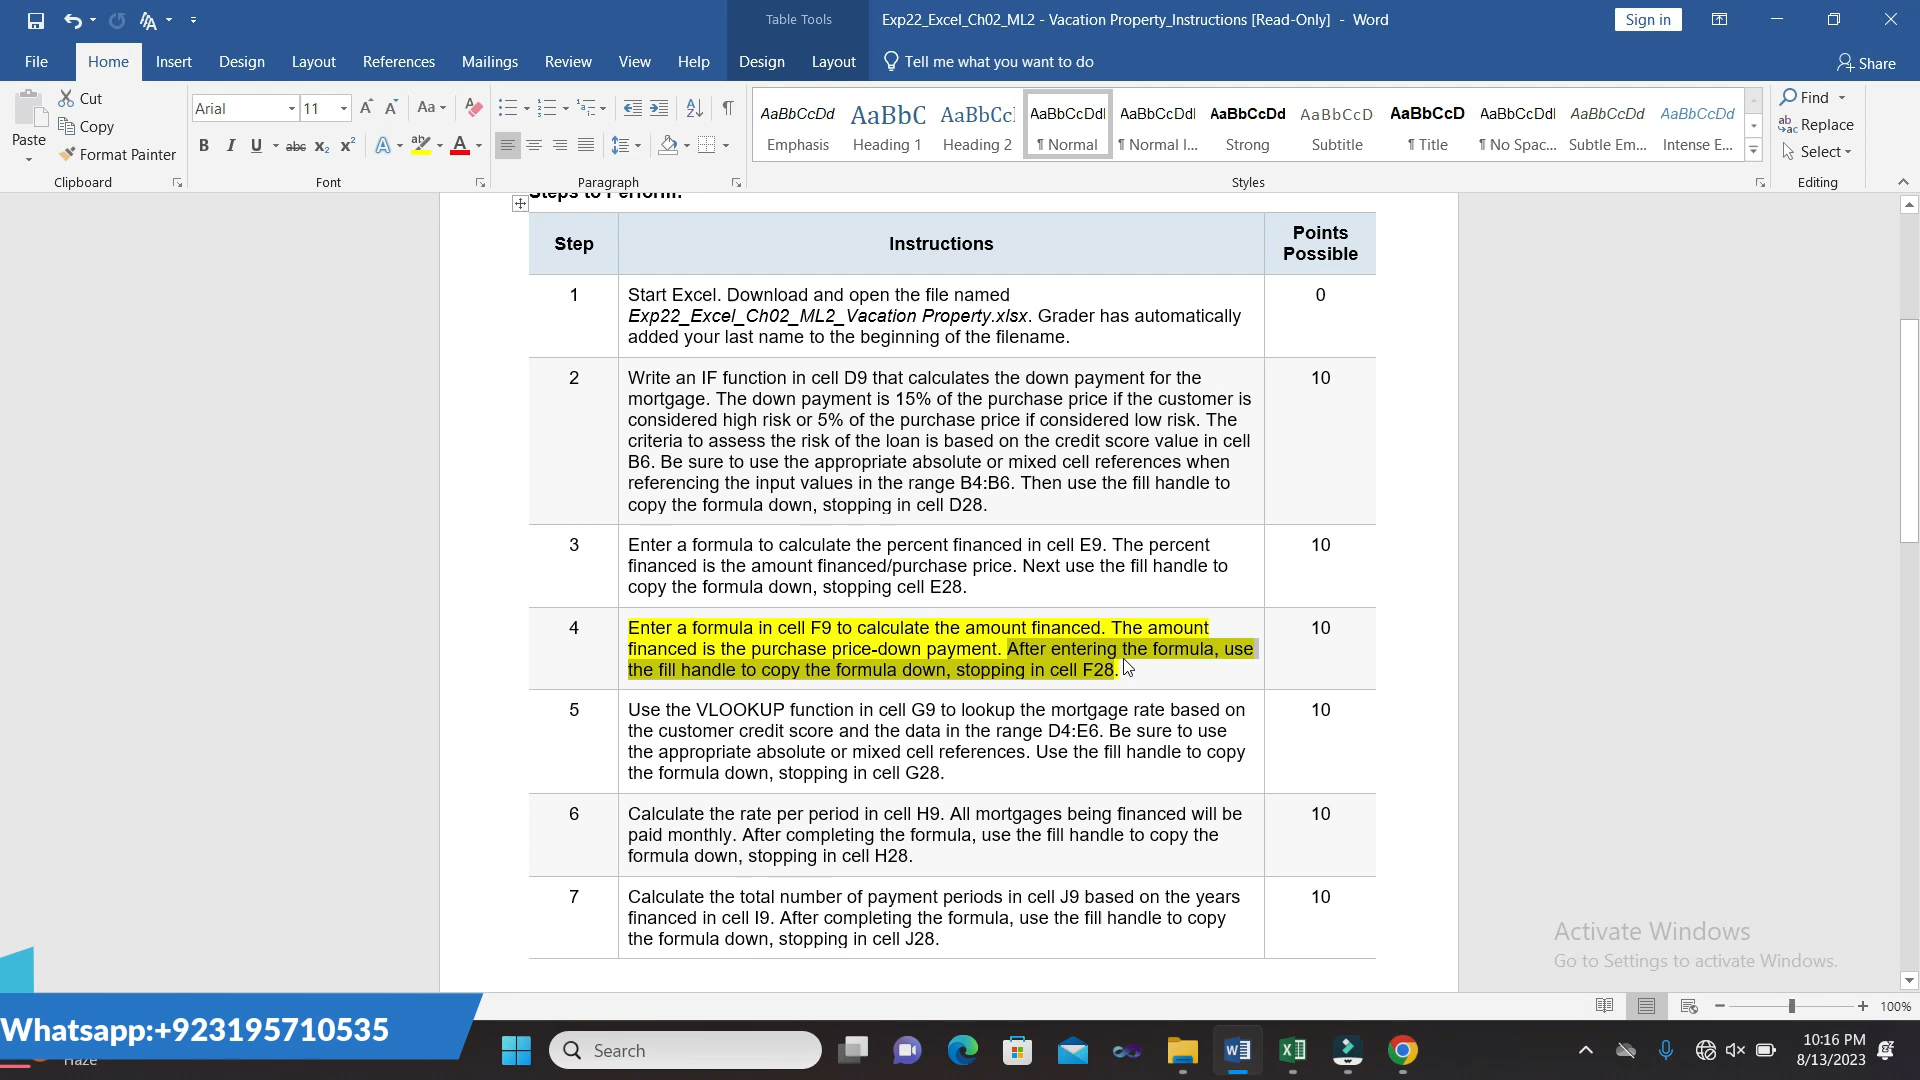 Table Tools
Exp22_Excel_Ch02_ML2 - Vacation Property_Instructions [Read-Only] - Word
Sign in
File
Home
Insert
Design
Layout
References
Mailings
Review
View
Help
Design
Layout
Tell me what you want to do
Share
Paste
Cut
Copy
Format Painter
Clipboard
Arial
11
Font
Paragraph
AaBbCcDd
Emphasis
AaBbC
Heading 1
AaBbCc
Heading 2
AaBbCcDd
¶ Normal
AaBbCcDd
¶ Normal I...
AaBbCcDd
Strong
AaBbCcD
Subtitle
AaBbCcD
¶ Title
AaBbCcDd
¶ No Spac...
AaBbCcDd
Subtle Em...
AaBbCcDd
Intense E...
Styles
Find
Replace
Select
Editing
Steps to Perform:
Step
Instructions
Points
Possible
1
Start Excel. Download and open the file named
Exp22_Excel_Ch02_ML2_Vacation Property.xlsx. Grader has automatically
added your last name to the beginning of the filename.
0
2
Write an IF function in cell D9 that calculates the down payment for the
mortgage. The down payment is 15% of the purchase price if the customer is
considered high risk or 5% of the purchase price if considered low risk. The
criteria to assess the risk of the loan is based on the credit score value in cell
B6. Be sure to use the appropriate absolute or mixed cell references when
referencing the input values in the range B4:B6. Then use the fill handle to
copy the formula down, stopping in cell D28.
10
3
Enter a formula to calculate the percent financed in cell E9. The percent
financed is the amount financed/purchase price. Next use the fill handle to
copy the formula down, stopping cell E28.
10
4
Enter a formula in cell F9 to calculate the amount financed. The amount
financed is the purchase price-down payment. After entering the formula, use
the fill handle to copy the formula down, stopping in cell F28.
10
5
Use the VLOOKUP function in cell G9 to lookup the mortgage rate based on
the customer credit score and the data in the range D4:E6. Be sure to use
the appropriate absolute or mixed cell references. Use the fill handle to copy
the formula down, stopping in cell G28.
10
6
Calculate the rate per period in cell H9. All mortgages being financed will be
paid monthly. After completing the formula, use the fill handle to copy the
formula down, stopping in cell H28.
10
7
Calculate the total number of payment periods in cell J9 based on the years
financed in cell I9. After completing the formula, use the fill handle to copy
the formula down, stopping in cell J28.
10
Activate Windows
Go to Settings to activate Windows.
100%
Whatsapp:+923195710535
Haze
Search
10:16 PM
8/13/2023